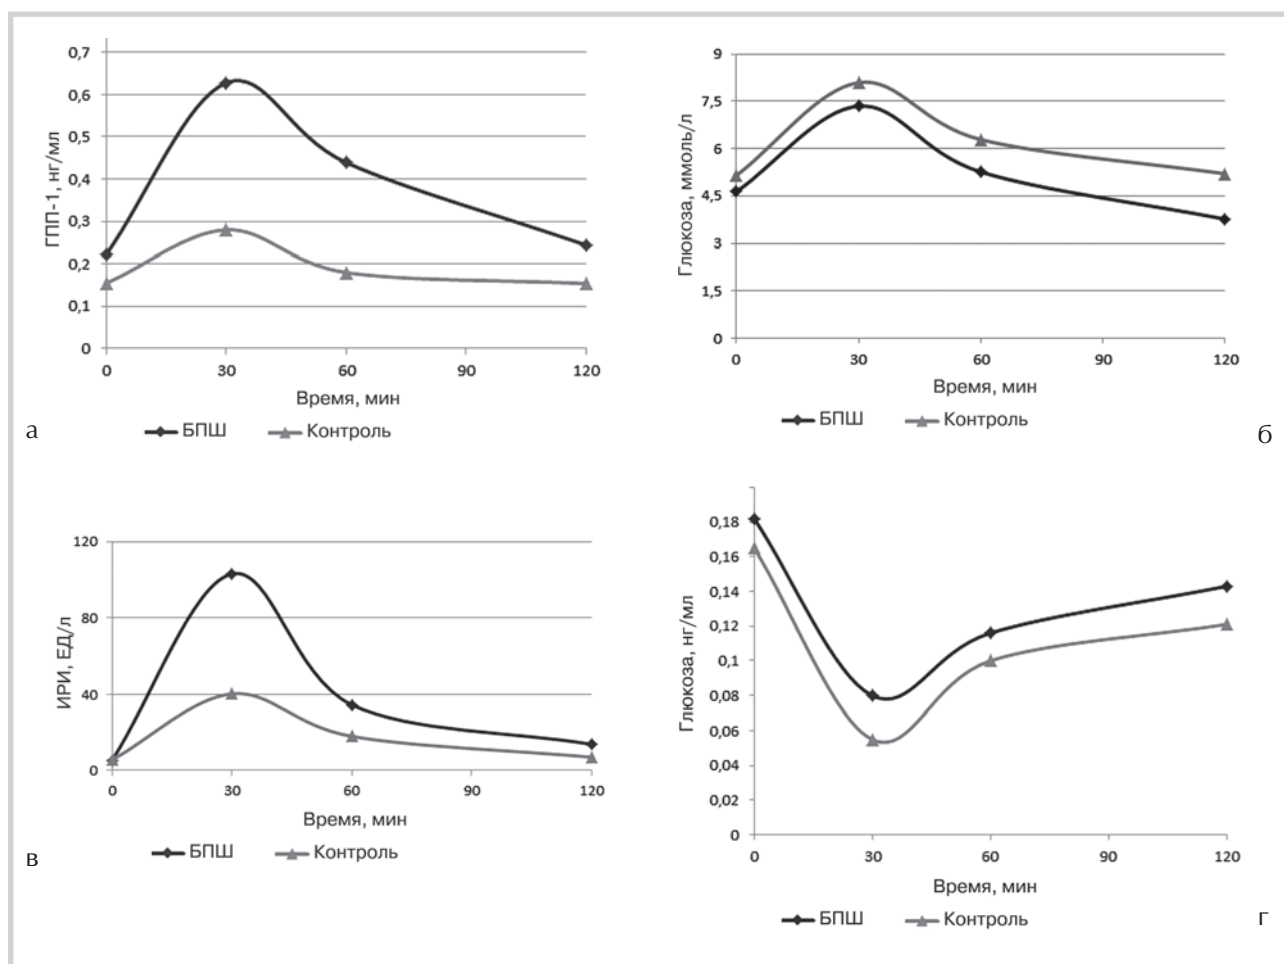 ГПП-1, нг/мл
0,7
0,6
0,5
0,4
0,3
0,2
0,1
0
0 30 60 90 120
Время, мин
БПШ Контроль
а
Глюкоза, ммоль/л
9
7,5
6
4,5
3
1,5
0
0 30 60 90 120
Время, мин
БПШ Контроль
б
ИРИ, ЕД/л
120
80
40
0
0 30 60 90 120
Время, мин
БПШ Контроль
в
Глюкоза, нг/мл
0,18
0,16
0,14
0,12
0,1
0,08
0,06
0,04
0,02
0
0 30 60 90 120
Время, мин
БПШ Контроль
г